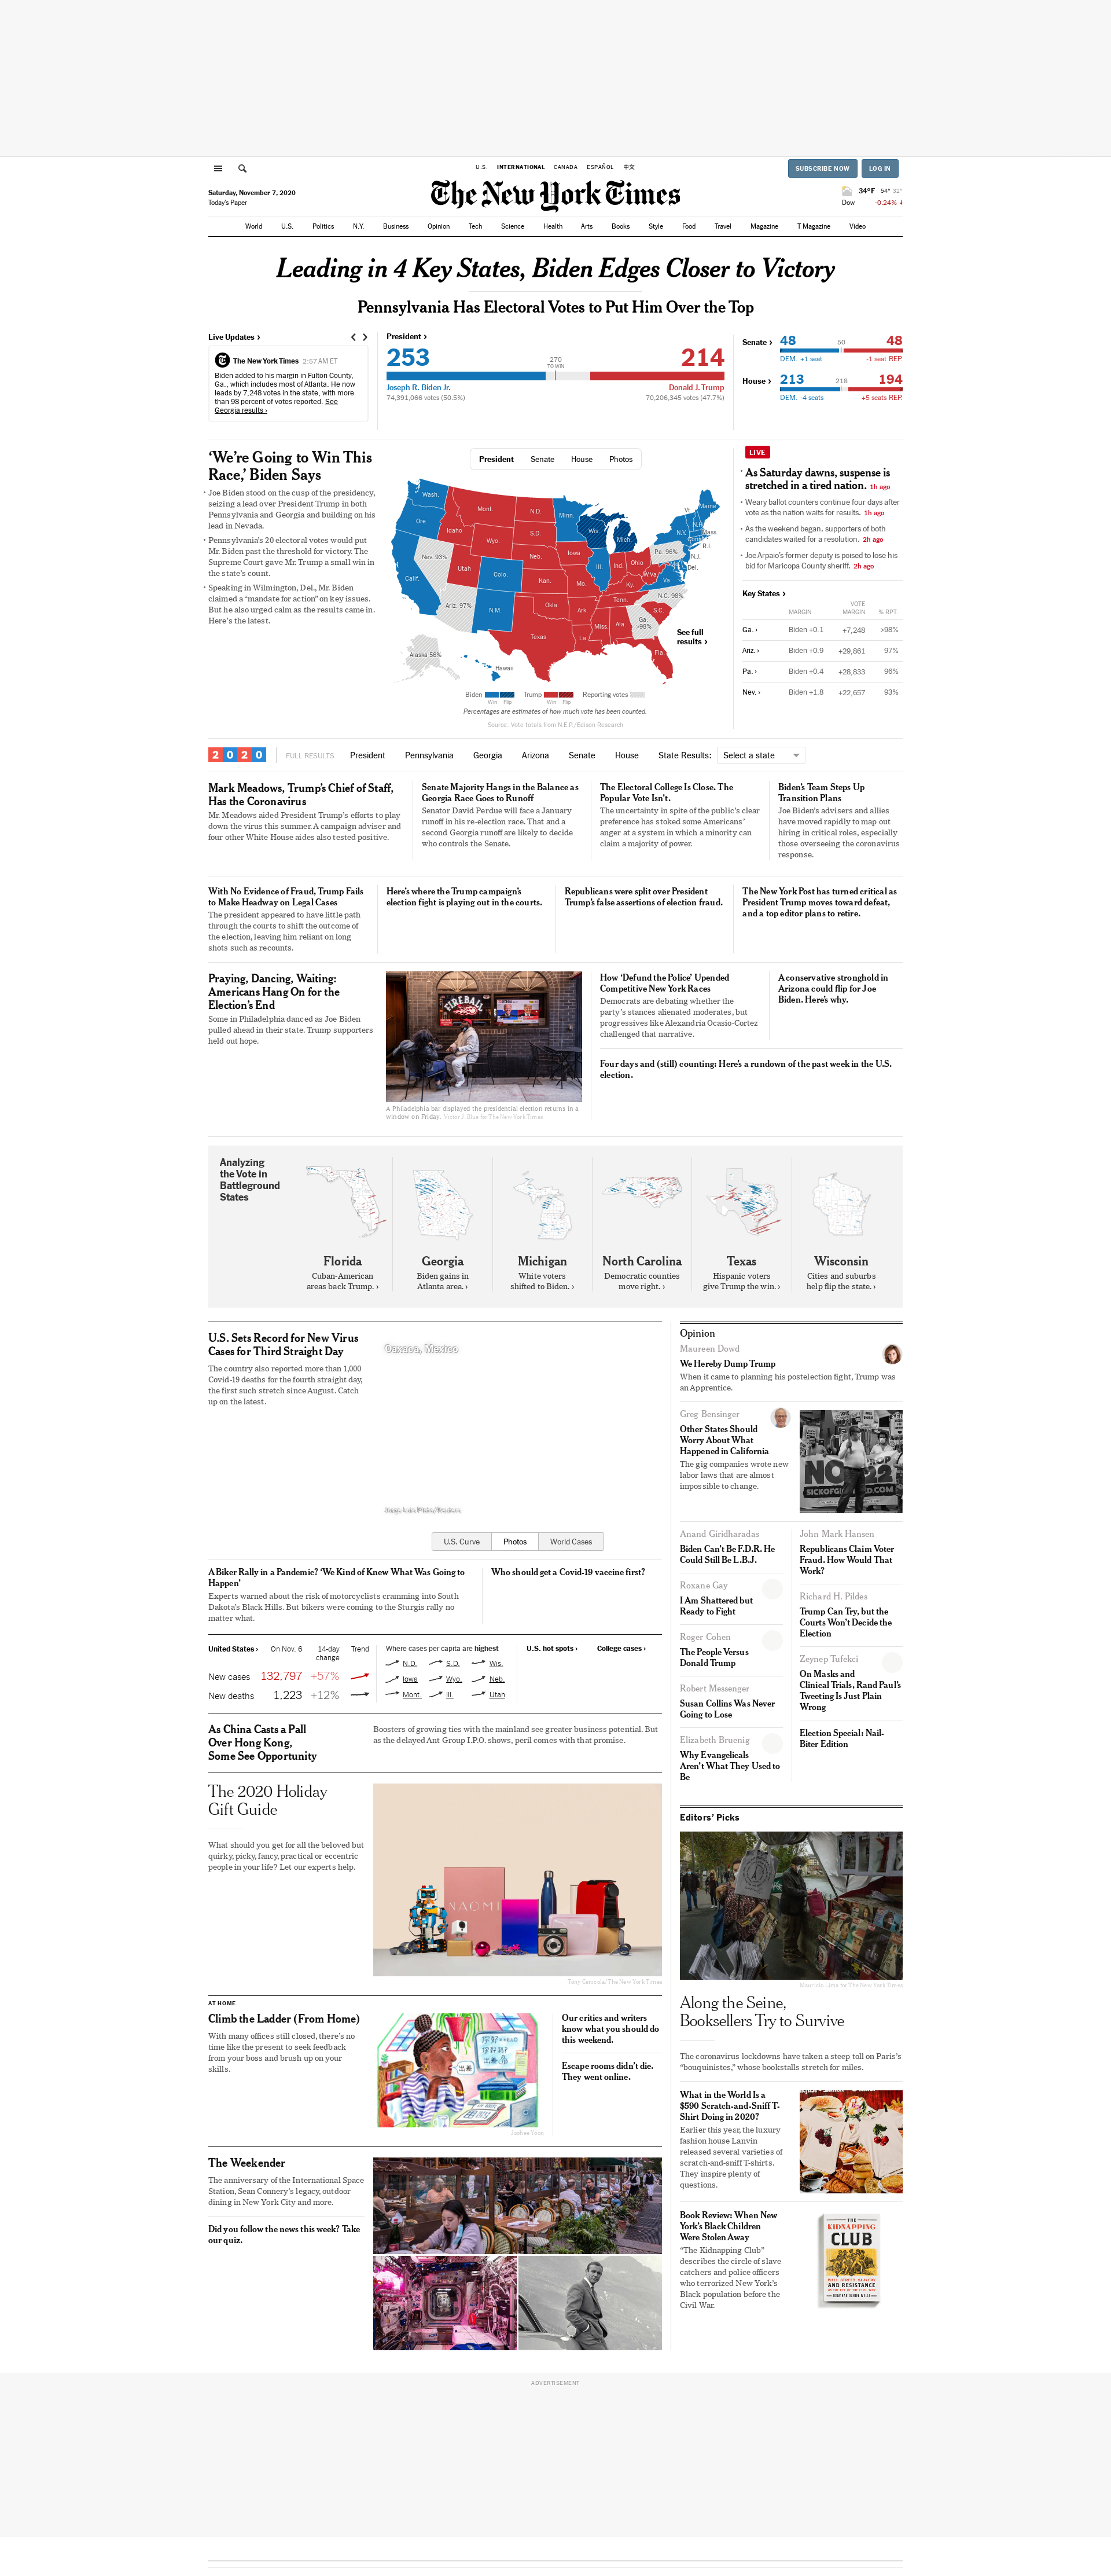 U.S.
INTERNATIONAL
CANADA
ESPAÑOL
中文
SUBSCRIBE NOW
LOG IN
Saturday, November 7, 2020
Today's Paper
The New York Times
34°F 54° 32°
Dow -0.24% ↓
World
U.S.
Politics
N.Y.
Business
Opinion
Tech
Science
Health
Arts
Books
Style
Food
Travel
Magazine
T Magazine
Video
Leading in 4 Key States, Biden Edges Closer to Victory
Pennsylvania Has Electoral Votes to Put Him Over the Top
Live Updates ›
The New York Times 2:57 AM ET
Biden added to his margin in Fulton County,
Ga., which includes most of Atlanta. He now
leads by 7,248 votes in the state, with more
than 98 percent of votes reported. See
Georgia results ›
President ›
253
270
TO WIN
214
Joseph R. Biden Jr.
Donald J. Trump
74,391,066 votes (50.5%)
70,206,345 votes (47.7%)
Senate ›
48
50
48
DEM. +1 seat
-1 seat REP.
House ›
213
218
194
DEM. -4 seats
+5 seats REP.
‘We’re Going to Win This
Race,’ Biden Says
• Joe Biden stood on the cusp of the presidency,
seizing a lead over President Trump in both
Pennsylvania and Georgia and building on his
lead in Nevada.
• Pennsylvania’s 20 electoral votes would put
Mr. Biden past the threshold for victory. The
Supreme Court gave Mr. Trump a small win in
the state’s count.
• Speaking in Wilmington, Del., Mr. Biden
claimed a “mandate for action” on key issues.
But he also urged calm as the results came in.
Here’s the latest.
President
Senate
House
Photos
Wash.
Ore.
Calif.
Nev. 93%
Idaho
Mont.
Wyo.
Utah
Ariz. 97%
Colo.
N.M.
N.D.
S.D.
Neb.
Kan.
Okla.
Texas
Minn.
Iowa
Mo.
Ark.
La.
Wis.
Ill.
Mich.
Ind.
Ohio
Ky.
Tenn.
Miss.
Ala.
Ga.
>98%
Fla.
S.C.
N.C. 98%
Va.
W.Va.
Pa. 96%
N.Y.
Vt.
N.H.
Maine
Mass.
Conn.
R.I.
N.J.
Del.
Alaska 56%
Hawaii
See full
results ›
Biden
Win
Flip
Trump
Win
Flip
Reporting votes
Percentages are estimates of how much vote has been counted.
Source: Vote totals from N.E.P./Edison Research
LIVE
• As Saturday dawns, suspense is
stretched in a tired nation. 1h ago
• Weary ballot counters continue four days after
vote as the nation waits for results. 1h ago
• As the weekend began, supporters of both
candidates waited for a resolution. 2h ago
• Joe Arpaio’s former deputy is poised to lose his
bid for Maricopa County sheriff. 2h ago
Key States ›
MARGIN
VOTE
MARGIN
% RPT.
Ga. › Biden +0.1 +7,248 >98%
Ariz. › Biden +0.9 +29,861 97%
Pa. › Biden +0.4 +28,833 96%
Nev. › Biden +1.8 +22,657 93%
2020
FULL RESULTS
President
Pennsylvania
Georgia
Arizona
Senate
House
State Results:
Select a state
Mark Meadows, Trump’s Chief of Staff,
Has the Coronavirus
Mr. Meadows aided President Trump’s efforts to play
down the virus this summer. A campaign adviser and
four other White House aides also tested positive.
Senate Majority Hangs in the Balance as
Georgia Race Goes to Runoff
Senator David Perdue will face a January
runoff in his re-election race. That and a
second Georgia runoff are likely to decide
who controls the Senate.
The Electoral College Is Close. The
Popular Vote Isn’t.
The uncertainty in spite of the public’s clear
preference has stoked some Americans’
anger at a system in which a minority can
claim a majority of power.
Biden’s Team Steps Up
Transition Plans
Joe Biden’s advisers and allies
have moved rapidly to map out
hiring in critical roles, especially
those overseeing the coronavirus
response.
With No Evidence of Fraud, Trump Fails
to Make Headway on Legal Cases
The president appeared to have little path
through the courts to shift the outcome of
the election, leaving him reliant on long
shots such as recounts.
Here’s where the Trump campaign’s
election fight is playing out in the courts.
Republicans were split over President
Trump’s false assertions of election fraud.
The New York Post has turned critical as
President Trump moves toward defeat,
and a top editor plans to retire.
Praying, Dancing, Waiting:
Americans Hang On for the
Election’s End
Some in Philadelphia danced as Joe Biden
pulled ahead in their state. Trump supporters
held out hope.
FIREBALL
A Philadelphia bar displayed the presidential election returns in a
window on Friday. Victor J. Blue for The New York Times
How ‘Defund the Police’ Upended
Competitive New York Races
Democrats are debating whether the
party’s stances alienated moderates, but
progressives like Alexandria Ocasio-Cortez
challenged that narrative.
A conservative stronghold in
Arizona could flip for Joe
Biden. Here’s why.
Four days and (still) counting: Here’s a rundown of the past week in the U.S.
election.
Analyzing
the Vote in
Battleground
States
Florida
Cuban-American
areas back Trump. ›
Georgia
Biden gains in
Atlanta area. ›
Michigan
White voters
shifted to Biden. ›
North Carolina
Democratic counties
move right. ›
Texas
Hispanic voters
give Trump the win. ›
Wisconsin
Cities and suburbs
help flip the state. ›
U.S. Sets Record for New Virus
Cases for Third Straight Day
The country also reported more than 1,000
Covid-19 deaths for the fourth straight day,
the first such stretch since August. Catch
up on the latest.
Oaxaca, Mexico
Jorge Luis Plata/Reuters
U.S. Curve
Photos
World Cases
A Biker Rally in a Pandemic? ‘We Kind of Knew What Was Going to
Happen’
Experts warned about the risk of motorcyclists cramming into South
Dakota’s Black Hills. But bikers were coming to the Sturgis rally no
matter what.
Who should get a Covid-19 vaccine first?
United States ›
On Nov. 6
14-day
change
Trend
New cases 132,797 +57%
New deaths 1,223 +12%
Where cases per capita are highest
N.D.
S.D.
Wis.
Iowa
Wyo.
Neb.
Mont.
Ill.
Utah
U.S. hot spots ›
College cases ›
As China Casts a Pall
Over Hong Kong,
Some See Opportunity
Boosters of growing ties with the mainland see greater business potential. But
as the delayed Ant Group I.P.O. shows, peril comes with that promise.
The 2020 Holiday
Gift Guide
What should you get for all the beloved but
quirky, picky, fancy, practical or eccentric
people in your life? Let our experts help.
NAOMI
Tony Cenicola/The New York Times
AT HOME
Climb the Ladder (From Home)
With many offices still closed, there’s no
time like the present to seek feedback
from your boss and brush up on your
skills.
Our critics and writers
know what you should do
this weekend.
Escape rooms didn’t die.
They went online.
The Weekender
The anniversary of the International Space
Station, Sean Connery’s legacy, outdoor
dining in New York City and more.
Did you follow the news this week? Take
our quiz.
Opinion
Maureen Dowd
We Hereby Dump Trump
When it came to planning his postelection fight, Trump was
an Apprentice.
Greg Bensinger
Other States Should
Worry About What
Happened in California
The gig companies wrote new
labor laws that are almost
impossible to change.
NO 22
Anand Giridharadas
Biden Can’t Be F.D.R. He
Could Still Be L.B.J.
Roxane Gay
I Am Shattered but
Ready to Fight
Roger Cohen
The People Versus
Donald Trump
Robert Messenger
Susan Collins Was Never
Going to Lose
Elizabeth Bruenig
Why Evangelicals
Aren’t What They Used to
Be
John Mark Hansen
Republicans Claim Voter
Fraud. How Would That
Work?
Richard H. Pildes
Trump Can Try, but the
Courts Won’t Decide the
Election
Zeynep Tufekci
On Masks and
Clinical Trials, Rand Paul’s
Tweeting Is Just Plain
Wrong
Election Special: Nail-
Biter Edition
Editors’ Picks
Mauricio Lima for The New York Times
Along the Seine,
Booksellers Try to Survive
The coronavirus lockdowns have taken a steep toll on Paris’s
“bouquinistes,” whose bookstalls stretch for miles.
What in the World Is a
$590 Scratch-and-Sniff T-
Shirt Doing in 2020?
Earlier this year, the luxury
fashion house Lanvin
released several varieties of
scratch-and-sniff T-shirts.
They inspire plenty of
questions.
Book Review: When New
York’s Black Children
Were Stolen Away
“The Kidnapping Club”
describes the circle of slave
catchers and police officers
who terrorized New York’s
Black population before the
Civil War.
THE
KIDNAPPING
CLUB
AND RESISTANCE
ADVERTISEMENT